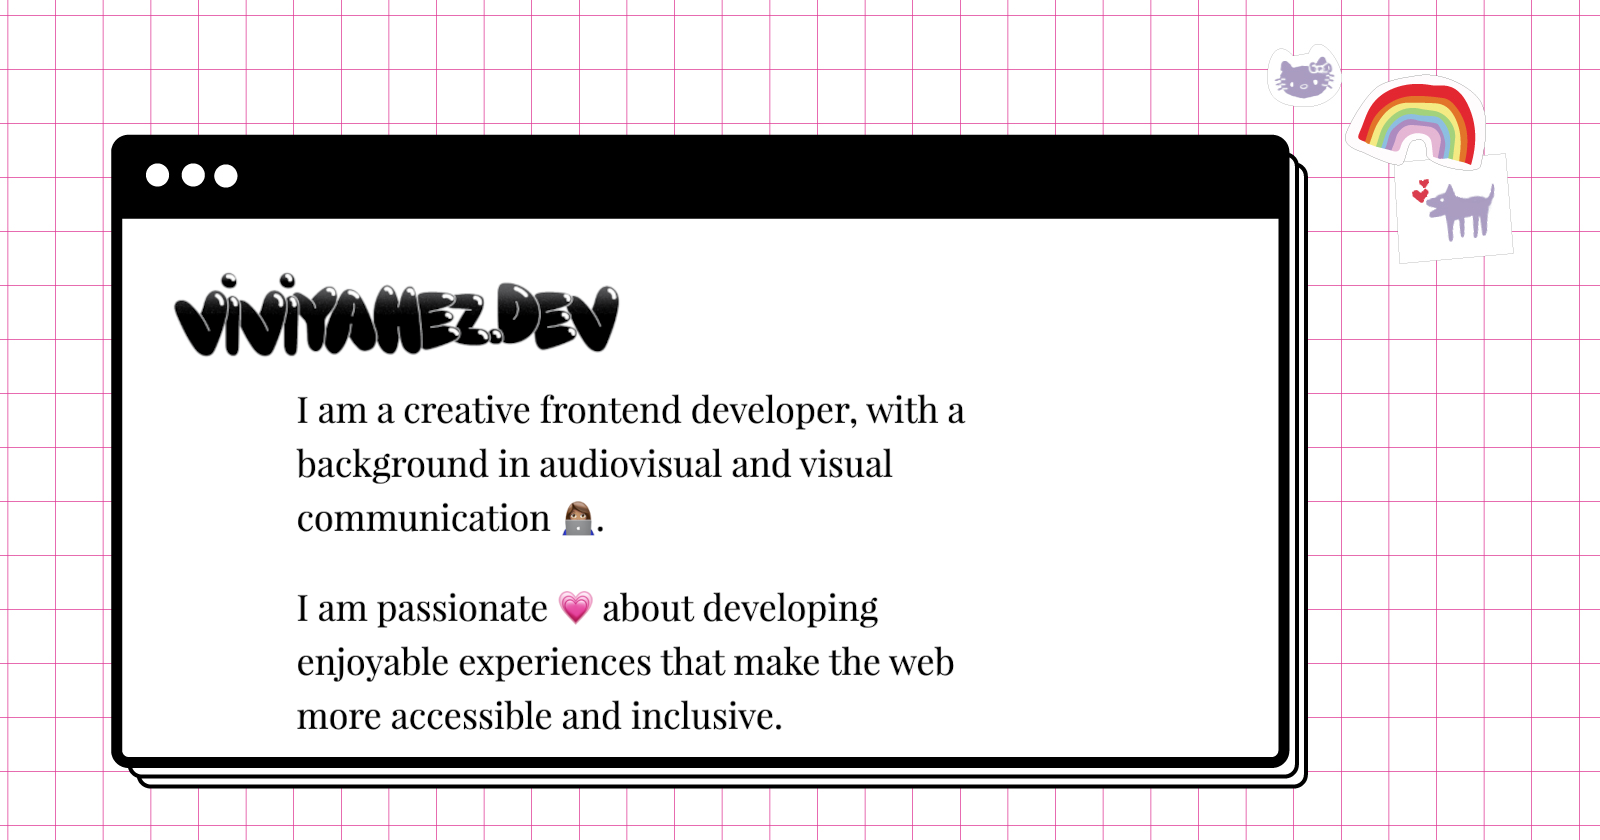 ViViYAHEZ.DEV
I am a creative frontend developer, with a
background in audiovisual and visual
communication 👩🏽‍💻.
I am passionate 💗 about developing
enjoyable experiences that make the web
more accessible and inclusive.